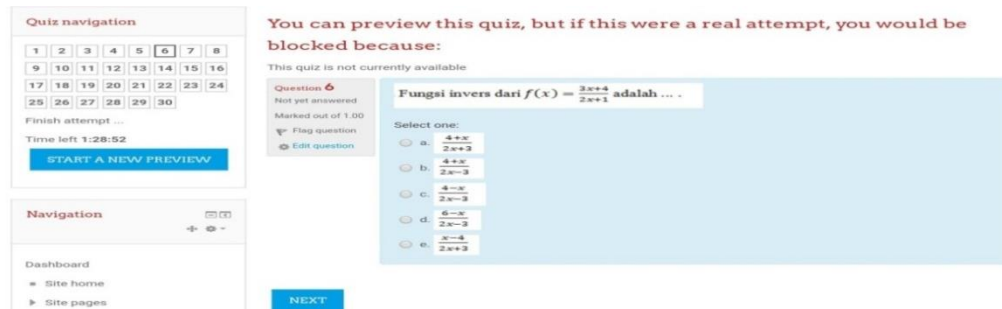 Quiz navigation
1 2 3 4 5 6 7 8
9 10 11 12 13 14 15 16
17 18 19 20 21 22 23 24
25 26 27 28 29 30
Finish attempt ...
Time left 1:28:52
START A NEW PREVIEW
Navigation
Dashboard
Site home
Site pages
You can preview this quiz, but if this were a real attempt, you would be
blocked because:
This quiz is not currently available
Question 6
Not yet answered
Marked out of 1.00
Flag question
Edit question
Fungsi invers dari f(x) = (3x+4)/(2x+1) adalah ... .
Select one:
a. (4+x)/(2x+3)
b. (4+x)/(2x−3)
c. (4−x)/(2x−3)
d. (6−x)/(2x−3)
e. (x−4)/(2x+3)
NEXT